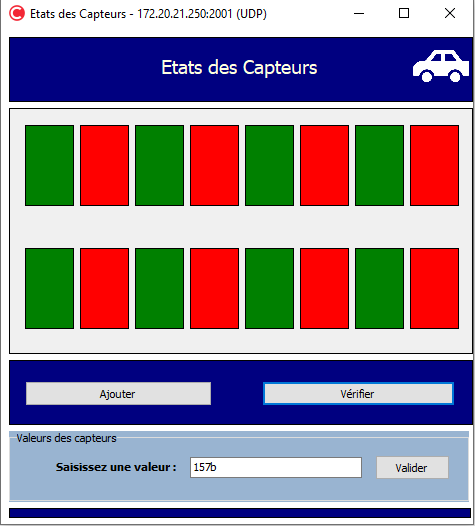 Etats des Capteurs - 172.20.21.250:2001 (UDP)
Etats des Capteurs
Ajouter
Vérifier
Valeurs des capteurs
Saisissez une valeur :
157b
Valider